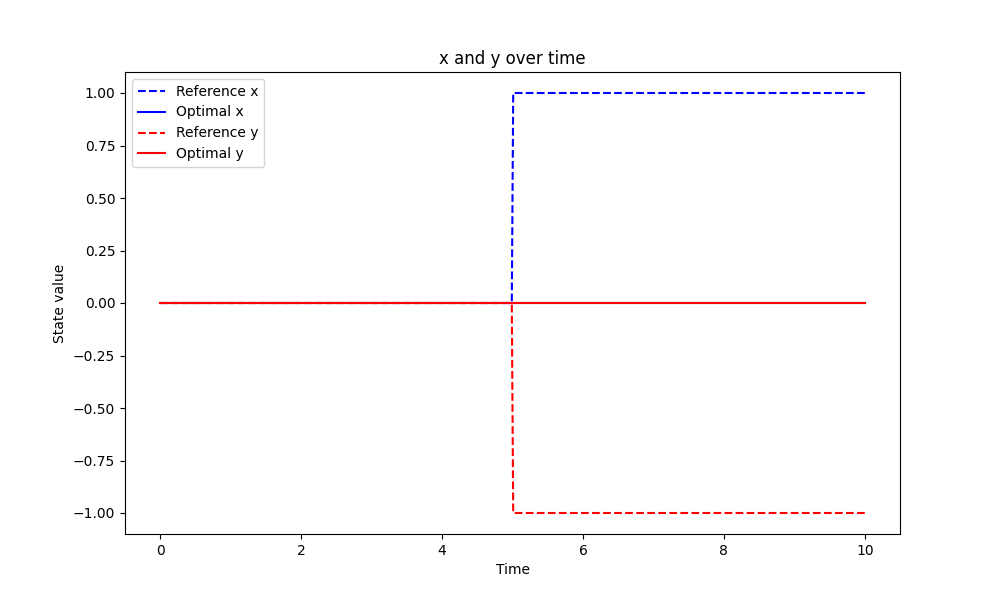 x and y over time
Reference x
Optimal x
Reference y
Optimal y
1.00
0.75
0.50
0.25
0.00
−0.25
−0.50
−0.75
−1.00
State value
0 2 4 6 8 10
Time